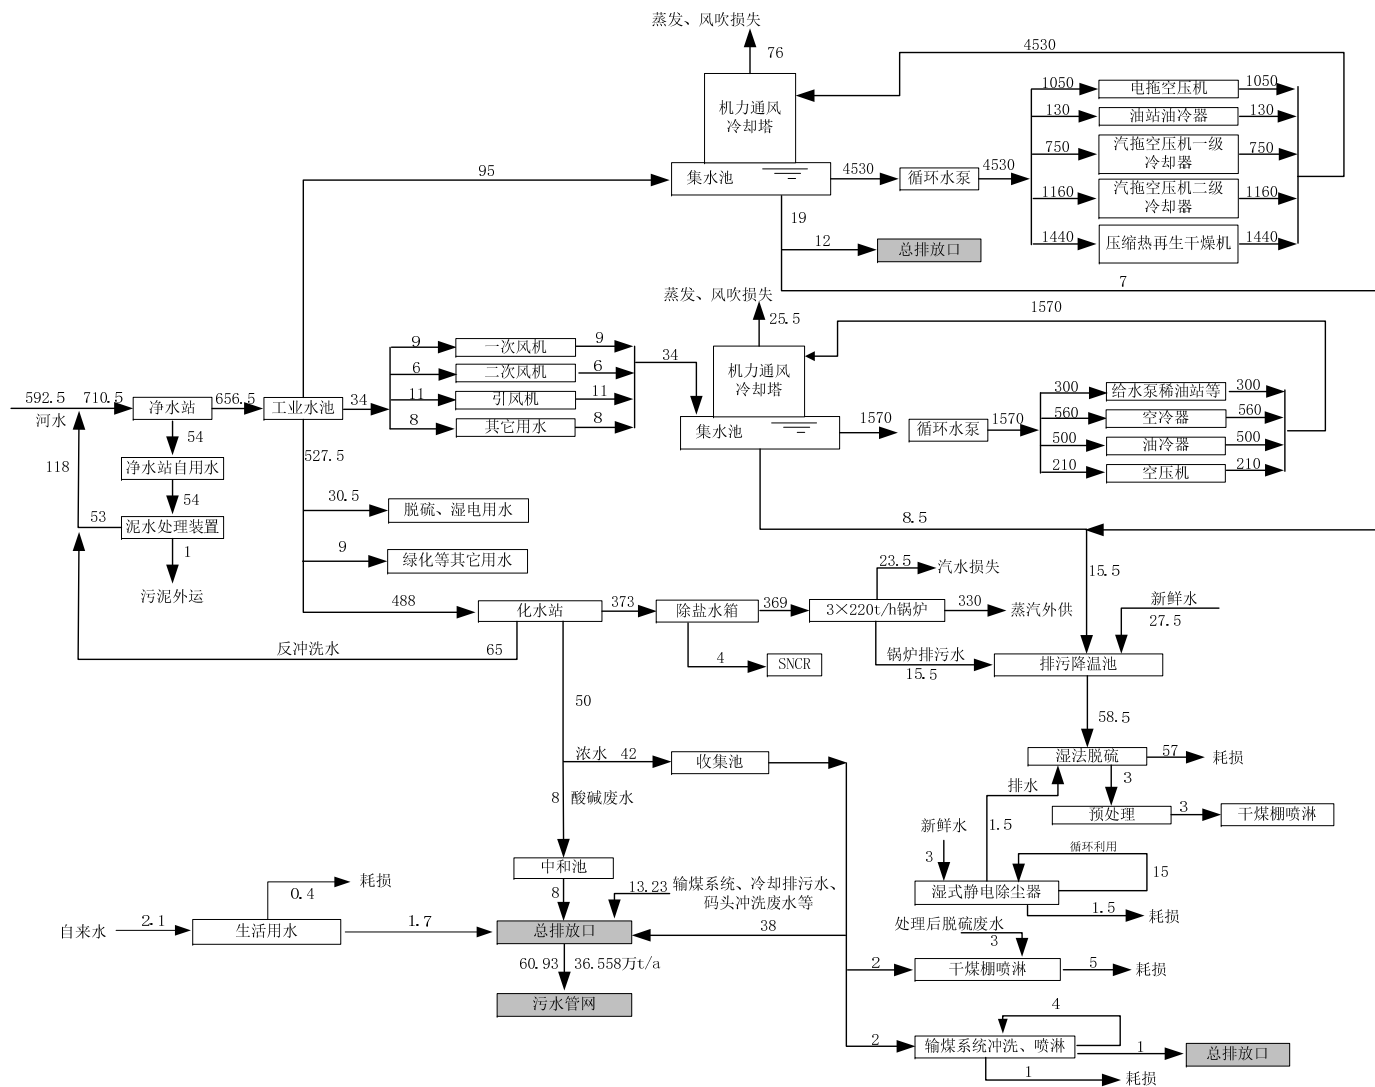 蒸发、风吹损失
76
4530
机力通风
冷却塔
1050
电拖空压机
1050
130
油站油冷器
130
750
汽拖空压机一级
冷却器
750
95
集水池
4530
循环水泵
4530
1160
汽拖空压机二级
冷却器
1160
19
12
总排放口
1440
压缩热再生干燥机
1440
7
蒸发、风吹损失
25.5
1570
机力通风
冷却塔
9
一次风机
9
6
二次风机
6
34
11
引风机
11
8
其它用水
8
592.5
河水
710.5
净水站
656.5
工业水池
34
集水池
1570
循环水泵
1570
300
给水泵稀油站等
300
560
空冷器
560
500
油冷器
500
210
空压机
210
54
净水站自用水
118
54
53
泥水处理装置
1
污泥外运
527.5
30.5
脱硫、湿电用水
9
绿化等其它用水
8.5
15.5
488
化水站
373
除盐水箱
369
3×220t/h锅炉
23.5
汽水损失
330
蒸汽外供
新鲜水
27.5
反冲洗水
65
4
SNCR
锅炉排污水
15.5
排污降温池
50
58.5
浓水
42
收集池
湿法脱硫
57
耗损
排水
3
8
酸碱废水
预处理
3
干煤棚喷淋
新鲜水
3
1.5
循环利用
15
中和池
湿式静电除尘器
1.5
耗损
8
13.23
输煤系统、冷却排污水、
码头冲洗废水等
0.4
耗损
自来水
2.1
生活用水
1.7
总排放口
38
处理后脱硫废水
3
60.93
36.558万t/a
2
干煤棚喷淋
5
耗损
污水管网
4
2
输煤系统冲洗、喷淋
1
总排放口
1
耗损